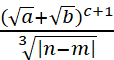 (√a+√b)^{c+1}
∛|n−m|